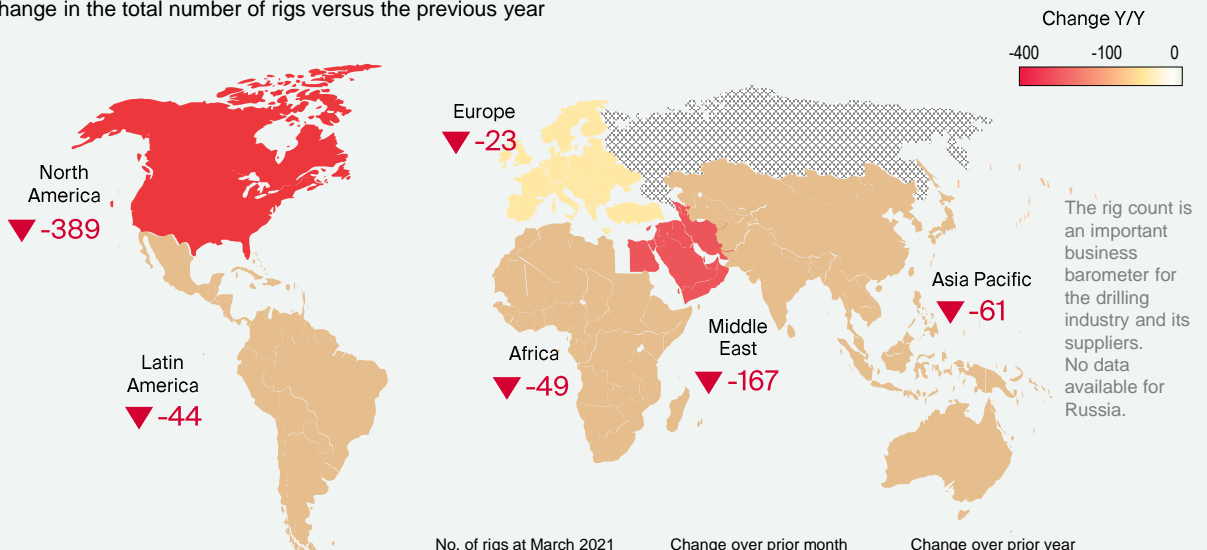 hange in the total number of rigs versus the previous year
Change Y/Y
-400 -100 0
Europe
-23
North
America
-389
The rig count is
an important
business
barometer for
the drilling
industry and its
suppliers.
No data
available for
Russia.
Asia Pacific
-61
Middle
East
-167
Africa
-49
Latin
America
-44
No. of rigs at March 2021 Change over prior month Change over prior year